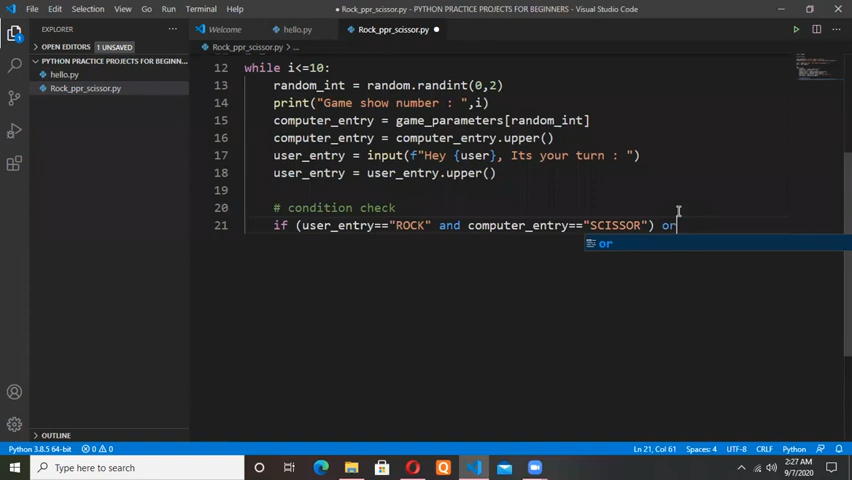 File Edit Selection View Go Run Terminal Help
● Rock_ppr_scissor.py - PYTHON PRACTICE PROJECTS FOR BEGINNERS - Visual Studio Code
EXPLORER ...
Welcome
hello.py
Rock_ppr_scissor.py ●
OPEN EDITORS 1 UNSAVED
Rock_ppr_scissor.py > ...
PYTHON PRACTICE PROJECTS FOR BEGINN...
hello.py
Rock_ppr_scissor.py
1
12 while i<=10:
13 random_int = random.randint(0,2)
14 print("Game show number : ",i)
15 computer_entry = game_parameters[random_int]
16 computer_entry = computer_entry.upper()
17 user_entry = input(f"Hey {user}, Its your turn : ")
18 user_entry = user_entry.upper()
19
20 # condition check
21 if (user_entry=="ROCK" and computer_entry=="SCISSOR") or
or
OUTLINE
Python 3.8.5 64-bit 0 0 Ln 21, Col 61 Spaces: 4 UTF-8 CRLF Python
Type here to search
2:27 AM
9/7/2020